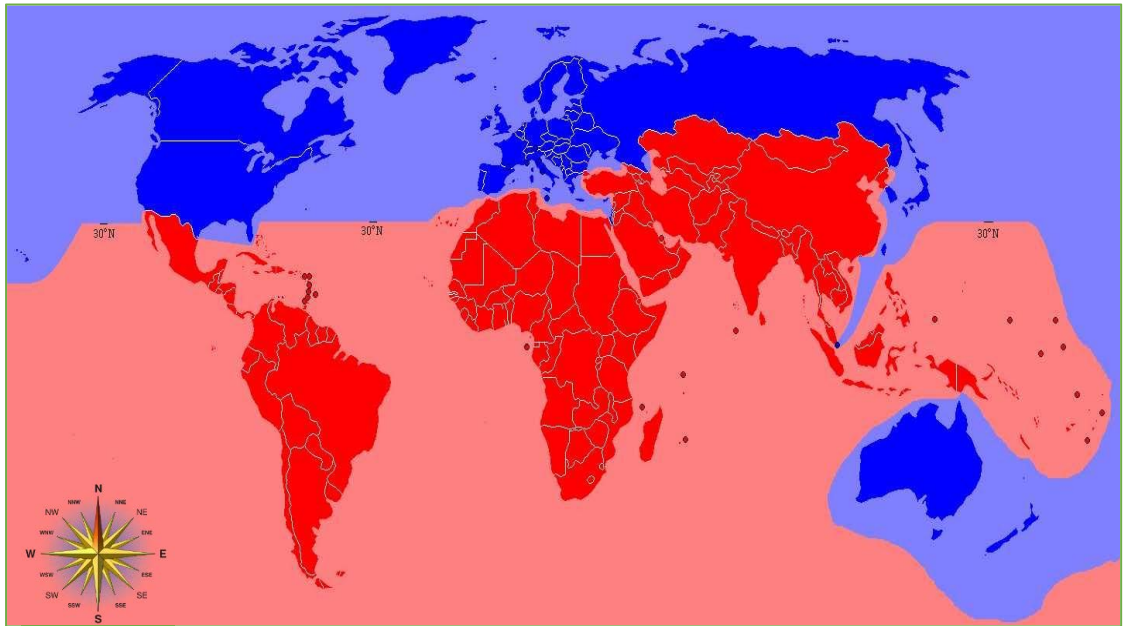 30°N
30°N
30°N
N
NNW NNE
NW NE
WNW ENE
W E
WSW ESE
SW SE
SSW SSE
S